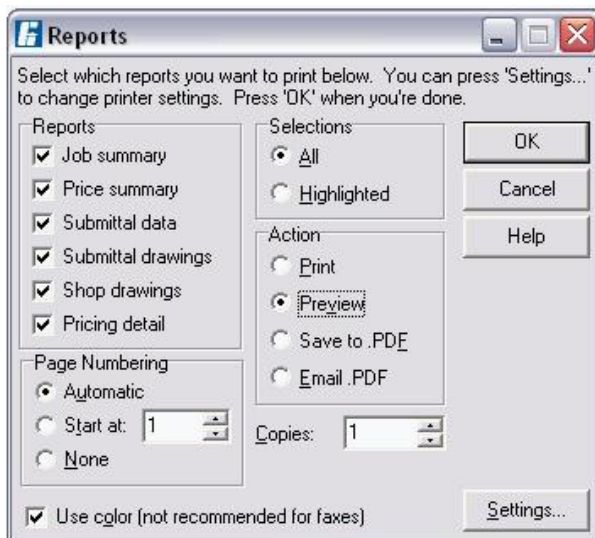 Reports
Select which reports you want to print below. You can press 'Settings...'
to change printer settings. Press 'OK' when you're done.
Reports
Job summary
Price summary
Submittal data
Submittal drawings
Shop drawings
Pricing detail
Page Numbering
Automatic
Start at: 1
None
Selections
All
Highlighted
Action
Print
Preview
Save to .PDF
Email .PDF
Copies: 1
OK
Cancel
Help
Use color (not recommended for faxes)
Settings...